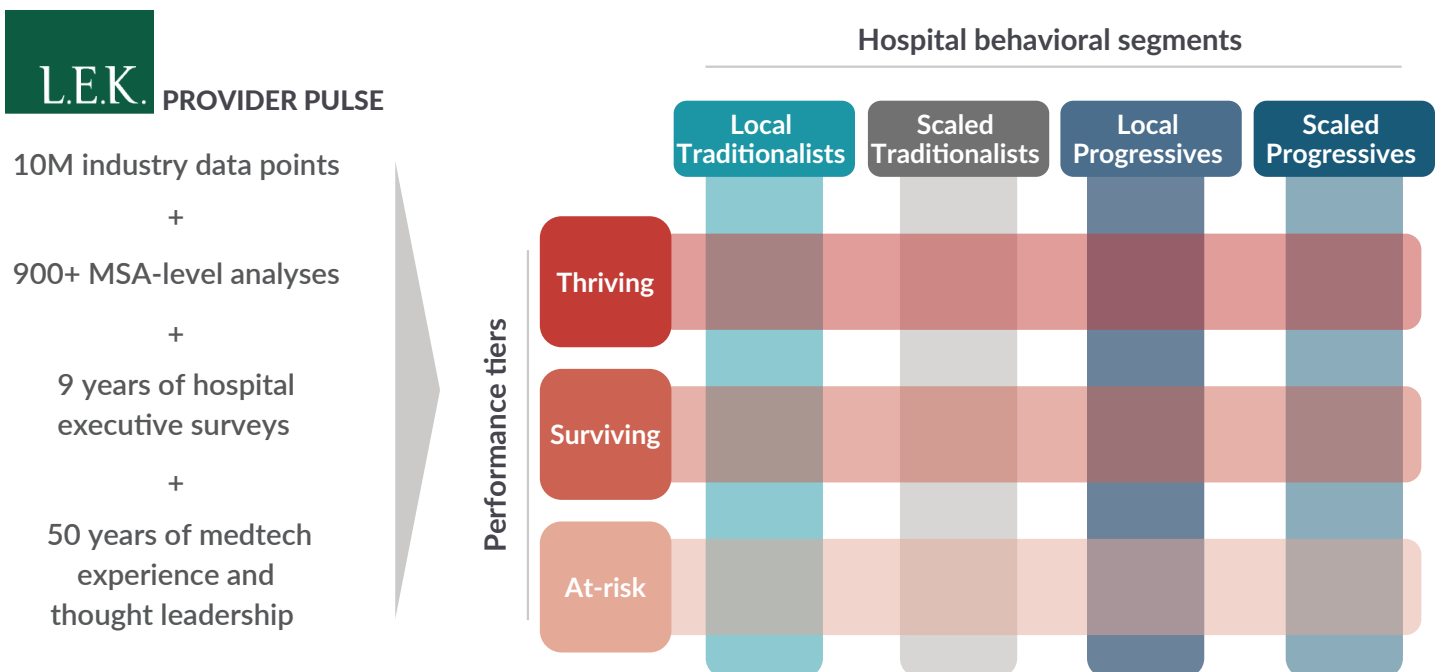 L.E.K. PROVIDER PULSE
10M industry data points
+
900+ MSA-level analyses
+
9 years of hospital
executive surveys
+
50 years of medtech
experience and
thought leadership
Hospital behavioral segments
Local
Traditionalists
Scaled
Traditionalists
Local
Progressives
Scaled
Progressives
Performance tiers
Thriving
Surviving
At-risk